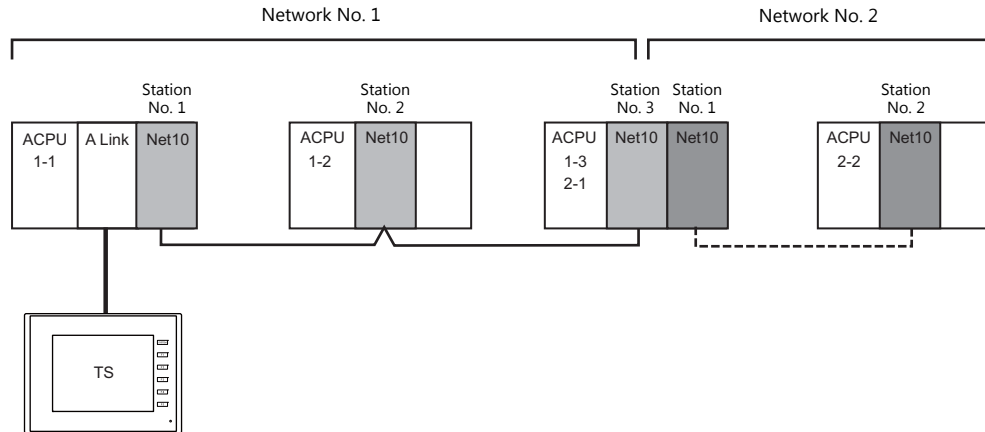 Network No. 1
Network No. 2
Station
No. 1
Station
No. 2
Station
No. 3
Station
No. 1
Station
No. 2
ACPU
1-1
A Link
Net10
ACPU
1-2
Net10
ACPU
1-3
2-1
Net10
Net10
ACPU
2-2
Net10
TS